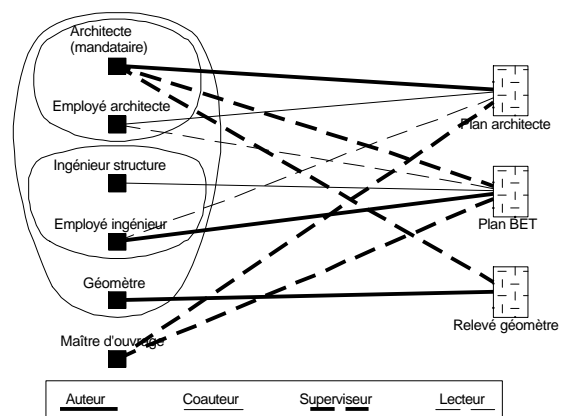 Architecte
(mandataire)
Employé architecte
Plan architecte
Ingénieur structure
Employé ingénieur
Plan BET
Géomètre
Relevé géomètre
Maître d'ouvrage
Auteur Coauteur Superviseur Lecteur